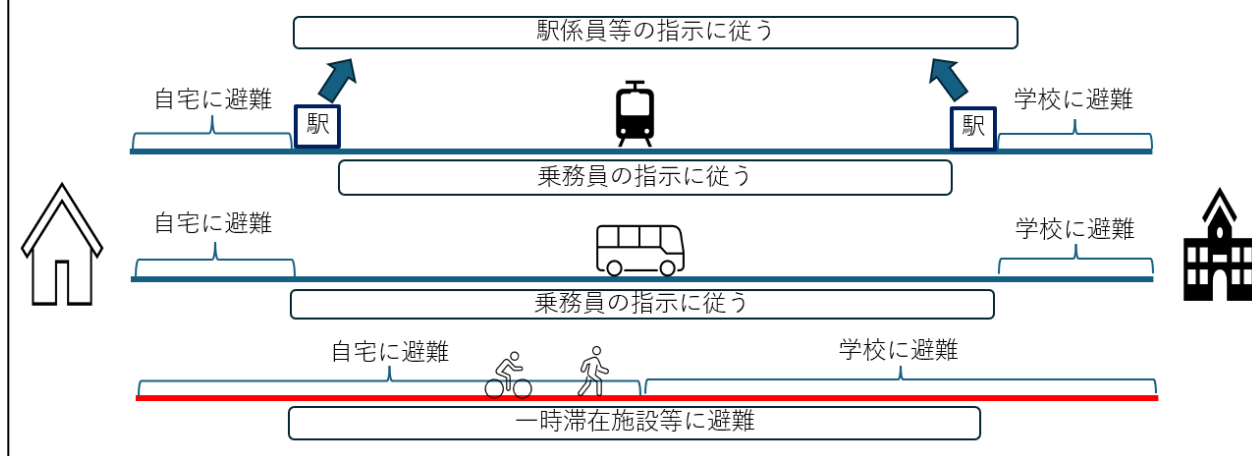 駅係員等の指示に従う
自宅に避難
駅
駅
学校に避難
乗務員の指示に従う
自宅に避難
学校に避難
乗務員の指示に従う
自宅に避難
学校に避難
一時滞在施設等に避難